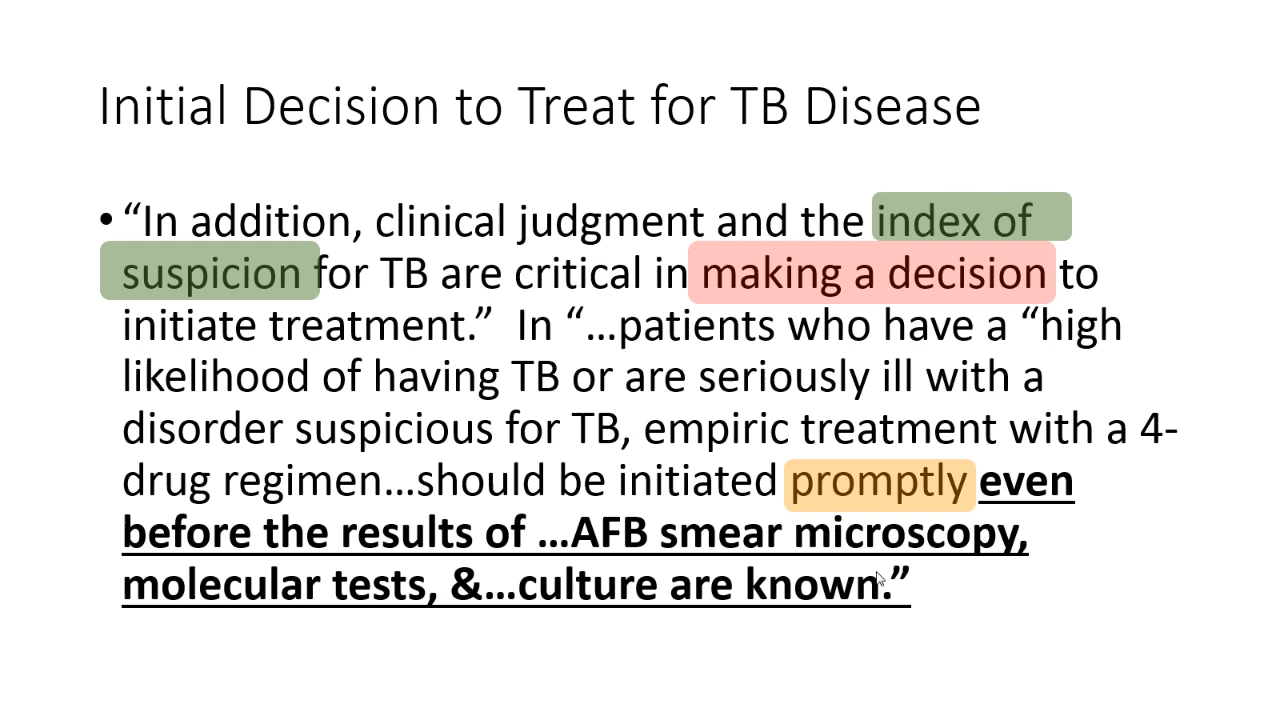 Initial Decision to Treat for TB Disease
• “In addition, clinical judgment and the index of
suspicion for TB are critical in making a decision to
initiate treatment.” In “…patients who have a “high
likelihood of having TB or are seriously ill with a
disorder suspicious for TB, empiric treatment with a 4-
drug regimen…should be initiated promptly even
before the results of …AFB smear microscopy,
molecular tests, &…culture are known.”